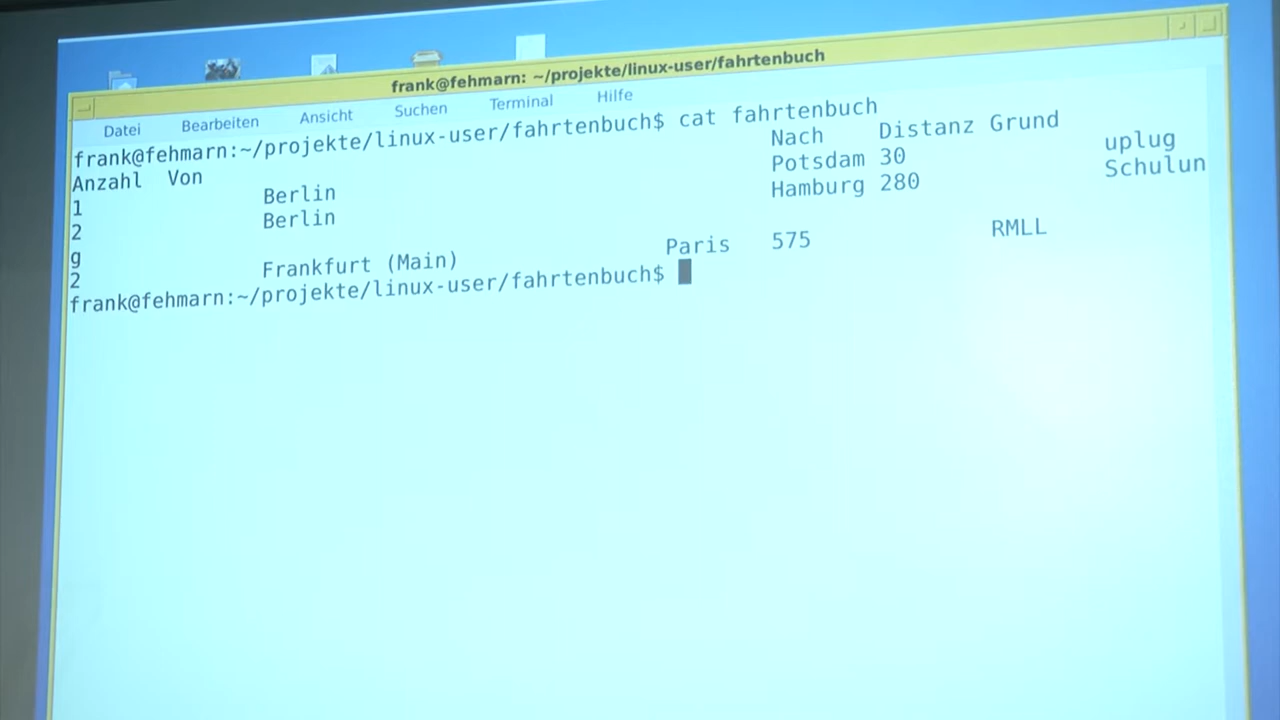 frank@fehmarn: ~/projekte/linux-user/fahrtenbuch
Datei Bearbeiten Ansicht Suchen Terminal Hilfe
frank@fehmarn:~/projekte/linux-user/fahrtenbuch$ cat fahrtenbuch
Anzahl Von Nach Distanz Grund
1 Berlin Potsdam 30 uplug
2 Berlin Hamburg 280 Schulun
g
2 Frankfurt (Main) Paris 575 RMLL
frank@fehmarn:~/projekte/linux-user/fahrtenbuch$